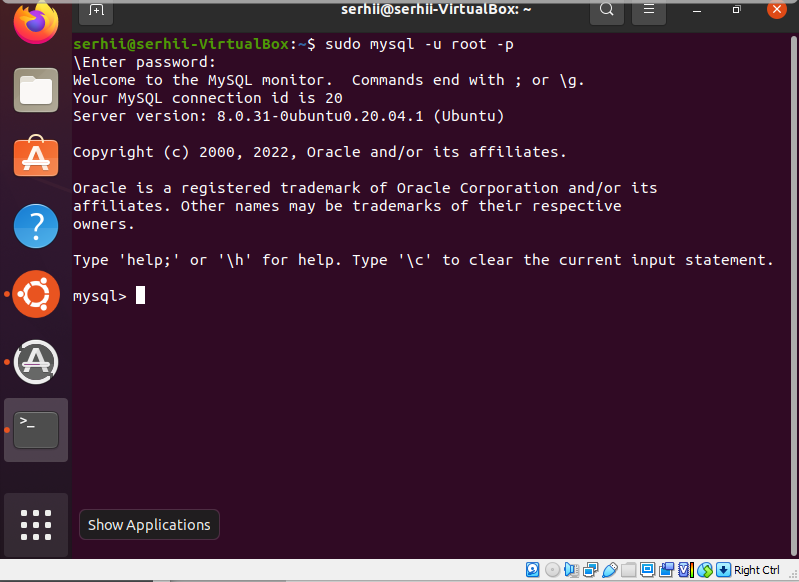 serhii@serhii-VirtualBox: ~
serhii@serhii-VirtualBox:~$ sudo mysql -u root -p
\Enter password:
Welcome to the MySQL monitor.  Commands end with ; or \g.
Your MySQL connection id is 20
Server version: 8.0.31-0ubuntu0.20.04.1 (Ubuntu)
Copyright (c) 2000, 2022, Oracle and/or its affiliates.
Oracle is a registered trademark of Oracle Corporation and/or its
affiliates. Other names may be trademarks of their respective
owners.
Type 'help;' or '\h' for help. Type '\c' to clear the current input statement.
mysql>
Show Applications
Right Ctrl